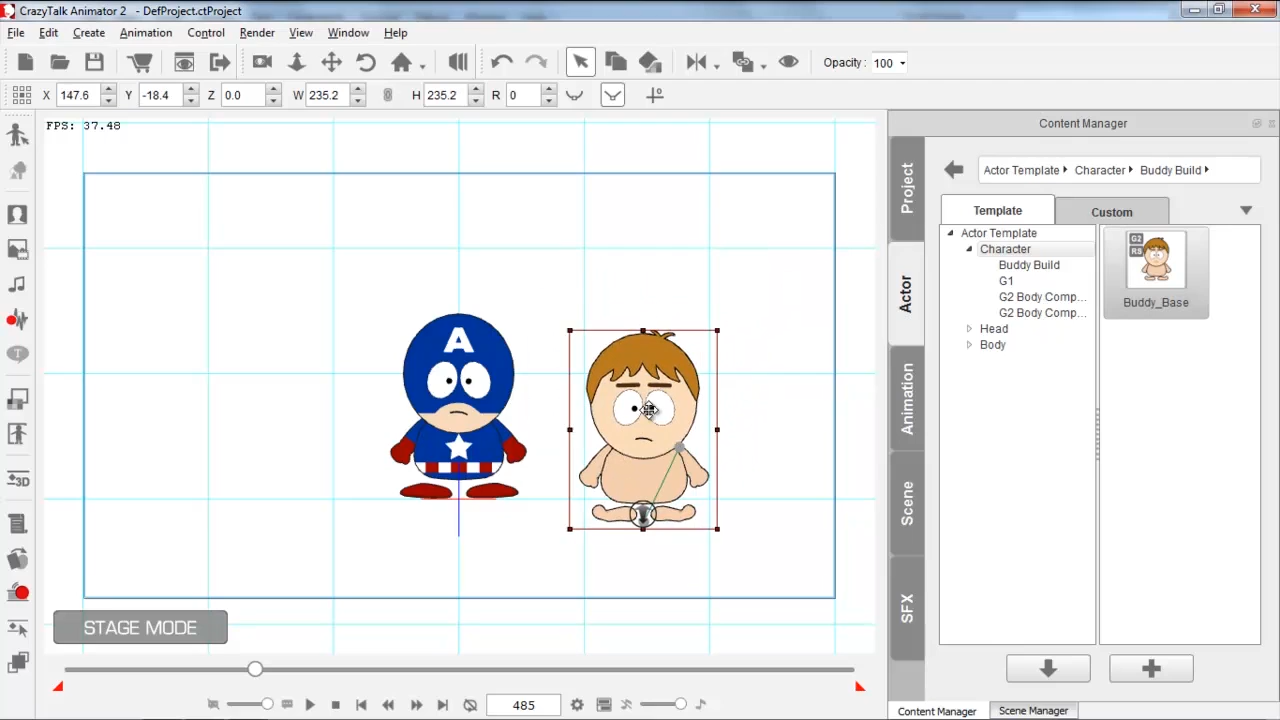 CrazyTalk Animator 2 - DefProject.ctProject
File Edit Create Animation Control Render View Window Help
Opacity: 100
X 147.6 Y -18.4 Z 0.0 W 235.2 H 235.2 R 0
FPS: 37.48
A
STAGE MODE
485
Content Manager
Project
Actor
Animation
Scene
SFX
Actor Template Character Buddy Build
Template Custom
Actor Template
Character
Buddy Build
G1
G2 Body Comp...
G2 Body Comp...
Head
Body
G2
RS
Buddy_Base
Content Manager Scene Manager
3D
T